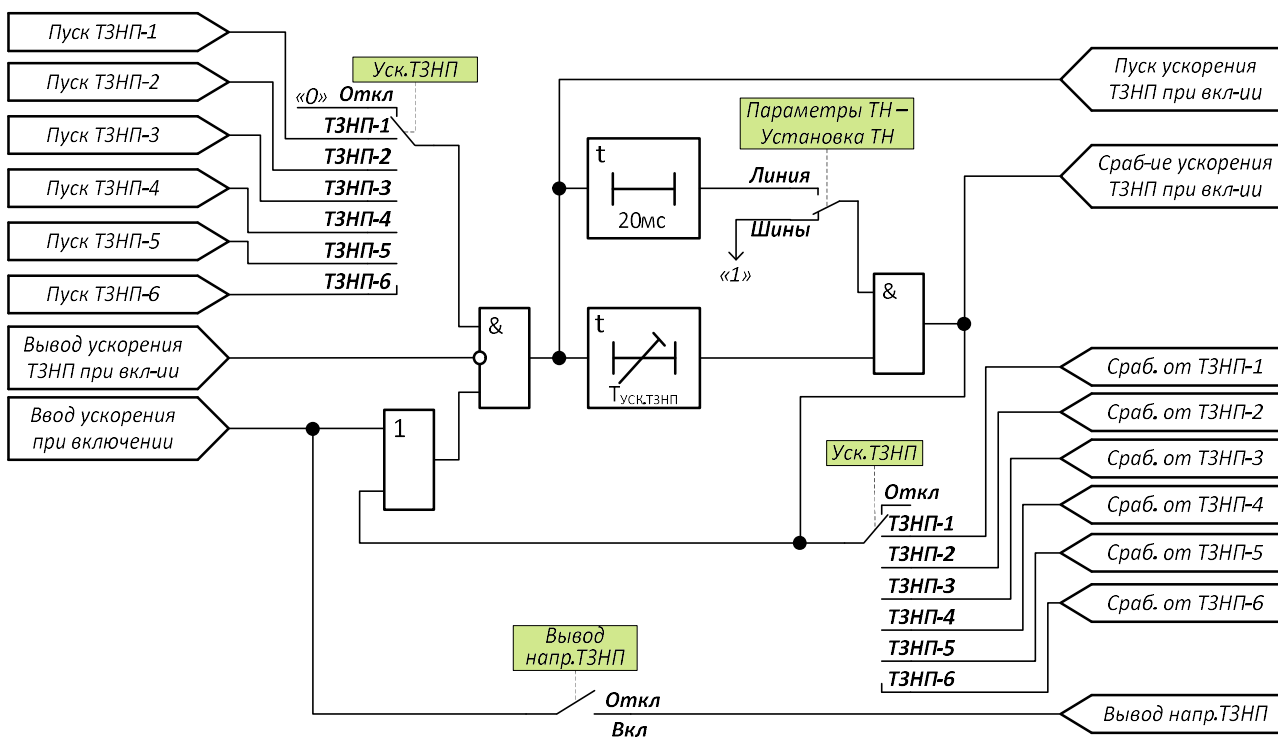 Пуск ТЗНП-1
Пуск ТЗНП-2
Пуск ТЗНП-3
Пуск ТЗНП-4
Пуск ТЗНП-5
Пуск ТЗНП-6
Вывод ускорения
ТЗНП при вкл-ии
Ввод ускорения
при включении
Уск.ТЗНП
«0» Откл
ТЗНП-1
ТЗНП-2
ТЗНП-3
ТЗНП-4
ТЗНП-5
ТЗНП-6
&
1
t
20мс
t
TУСК.ТЗНП
Параметры ТН –
Установка ТН
Линия
Шины
«1»
&
Уск.ТЗНП
Откл
ТЗНП-1
ТЗНП-2
ТЗНП-3
ТЗНП-4
ТЗНП-5
ТЗНП-6
Вывод
напр.ТЗНП
Откл
Вкл
Пуск ускорения
ТЗНП при вкл-ии
Сраб-ие ускорения
ТЗНП при вкл-ии
Сраб. от ТЗНП-1
Сраб. от ТЗНП-2
Сраб. от ТЗНП-3
Сраб. от ТЗНП-4
Сраб. от ТЗНП-5
Сраб. от ТЗНП-6
Вывод напр.ТЗНП